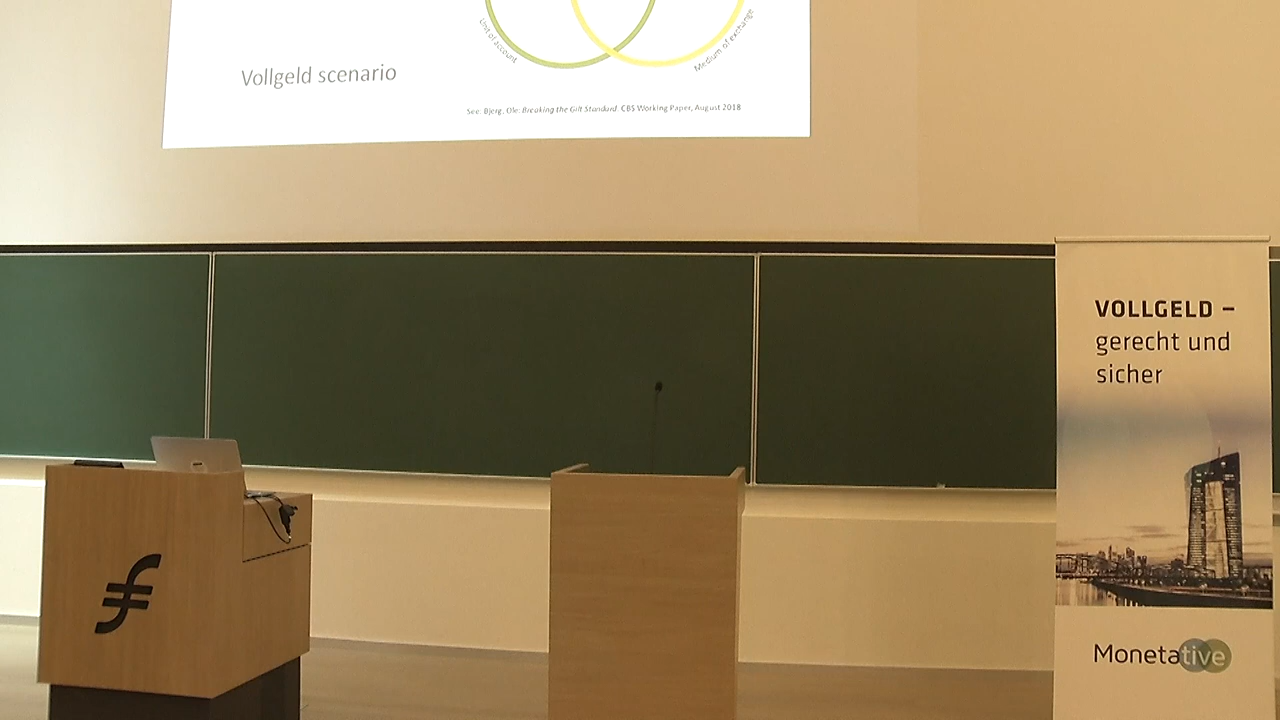 Unit of account
Medium of exchange
Vollgeld scenario
See: Bjerg, Ole: Breaking the Gilt Standard. CBS Working Paper, August 2018
VOLLGELD –
gerecht und
sicher
Monetative